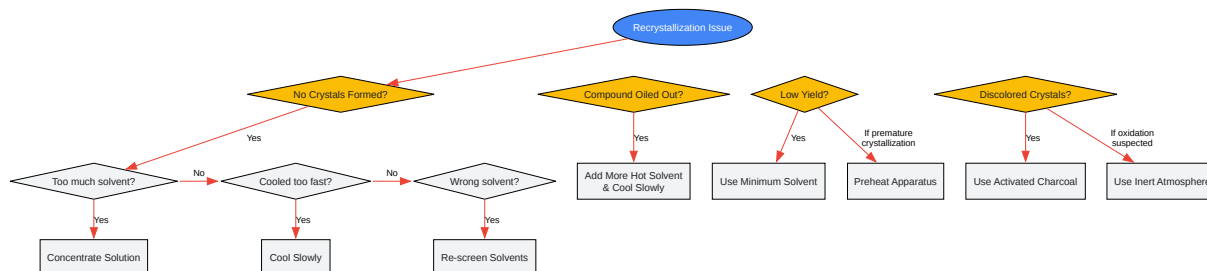 Recrystallization Issue
No Crystals Formed?
Compound Oiled Out?
Low Yield?
Discolored Crystals?
Yes
Yes
Yes
If premature
crystallization
Yes
If oxidation
suspected
Too much solvent?
No
Cooled too fast?
No
Wrong solvent?
Add More Hot Solvent
& Cool Slowly
Use Minimum Solvent
Preheat Apparatus
Use Activated Charcoal
Use Inert Atmosphere
Yes
Yes
Yes
Concentrate Solution
Cool Slowly
Re-screen Solvents